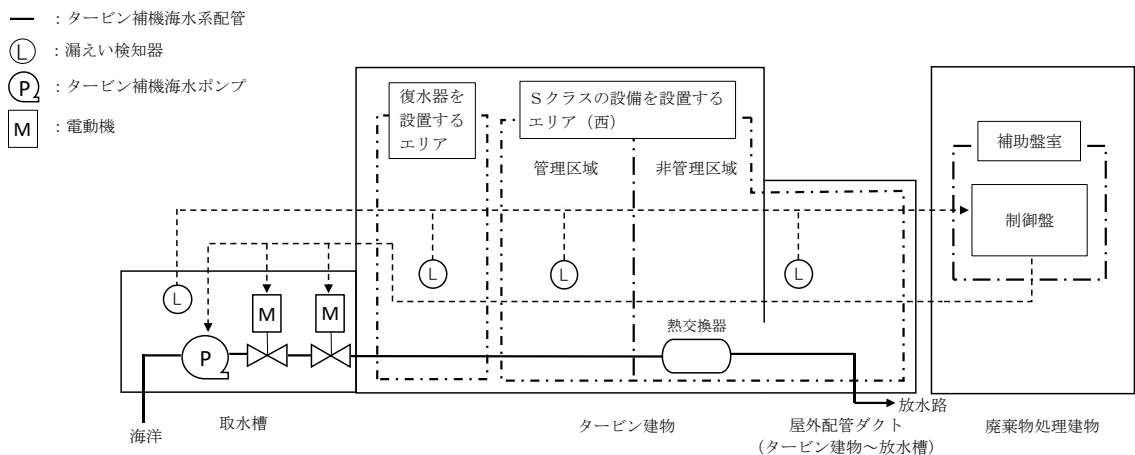 ：タービン補機海水系配管
L ：漏えい検知器
P ：タービン補機海水ポンプ
M ：電動機
復水器を
設置する
エリア
Ｓクラスの設備を設置する
エリア（西）
管理区域
非管理区域
補助盤室
制御盤
L
L
L
L
M
M
P
熱交換器
海洋
取水槽
タービン建物
放水路
屋外配管ダクト
（タービン建物～放水槽）
廃棄物処理建物